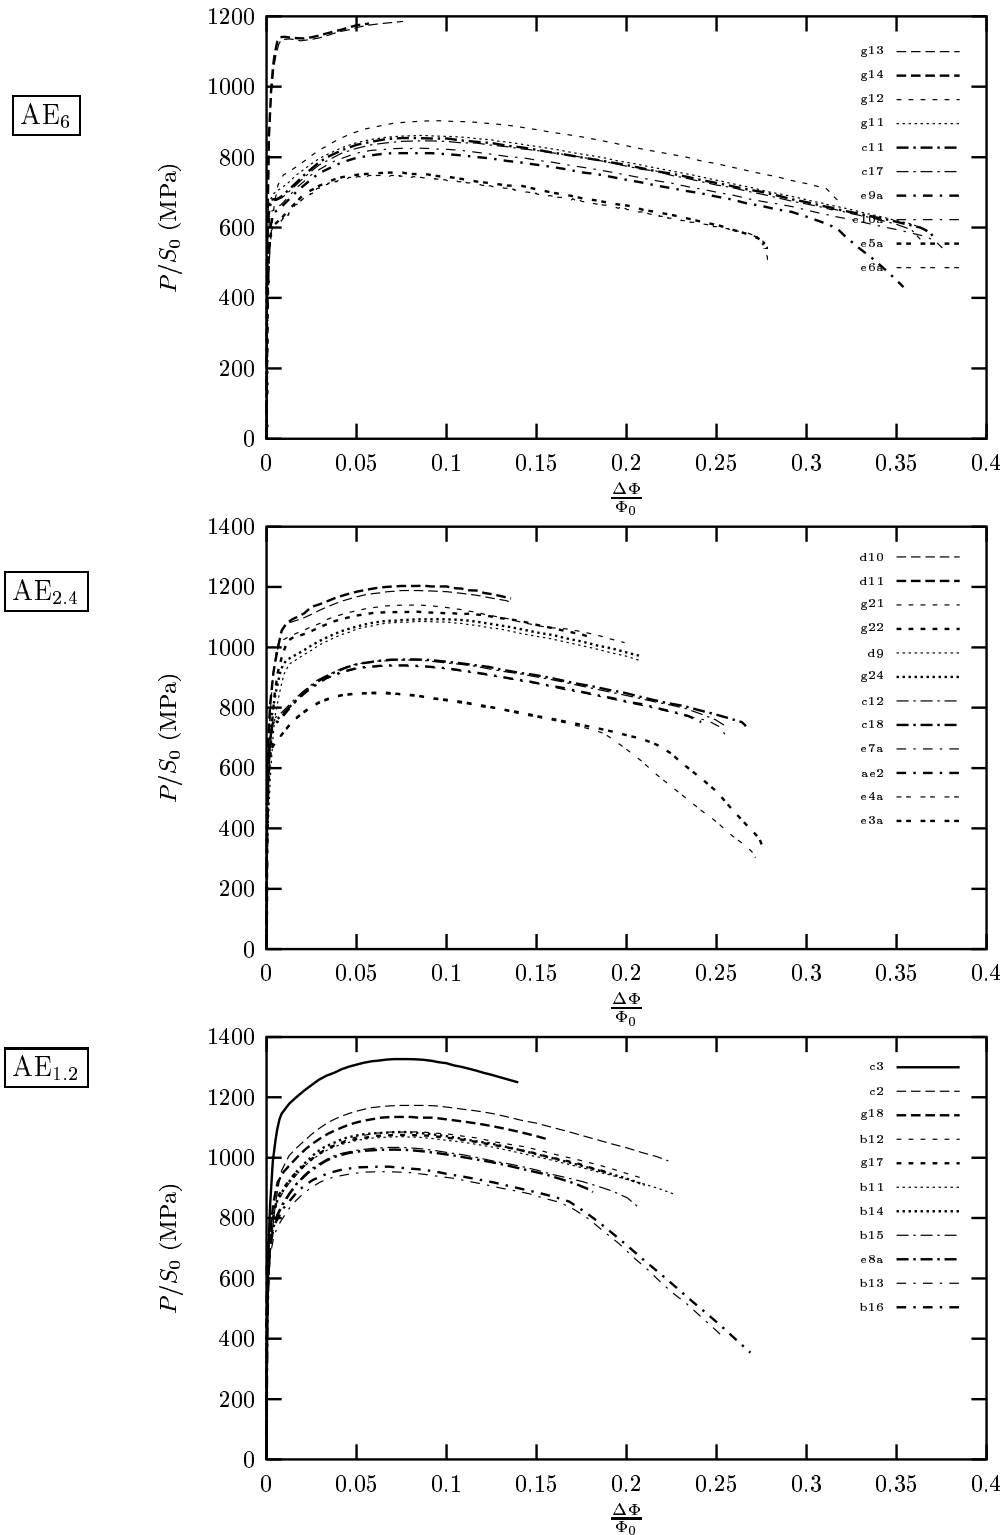 AE6
1200
1000
800
600
400
200
0
P/S0 (MPa)
g13
g14
g12
g11
c11
c17
e9a
e10a
e5a
e6a
0 0.05 0.1 0.15 0.2 0.25 0.3 0.35 0.4
ΔΦ
Φ0
AE2.4
1400
1200
1000
800
600
400
200
0
P/S0 (MPa)
d10
d11
g21
g22
d9
g24
c12
c18
e7a
ae2
e4a
e3a
0 0.05 0.1 0.15 0.2 0.25 0.3 0.35 0.4
ΔΦ
Φ0
AE1.2
1400
1200
1000
800
600
400
200
0
P/S0 (MPa)
c3
c2
g18
b12
g17
b11
b14
b15
e8a
b13
b16
0 0.05 0.1 0.15 0.2 0.25 0.3 0.35 0.4
ΔΦ
Φ0